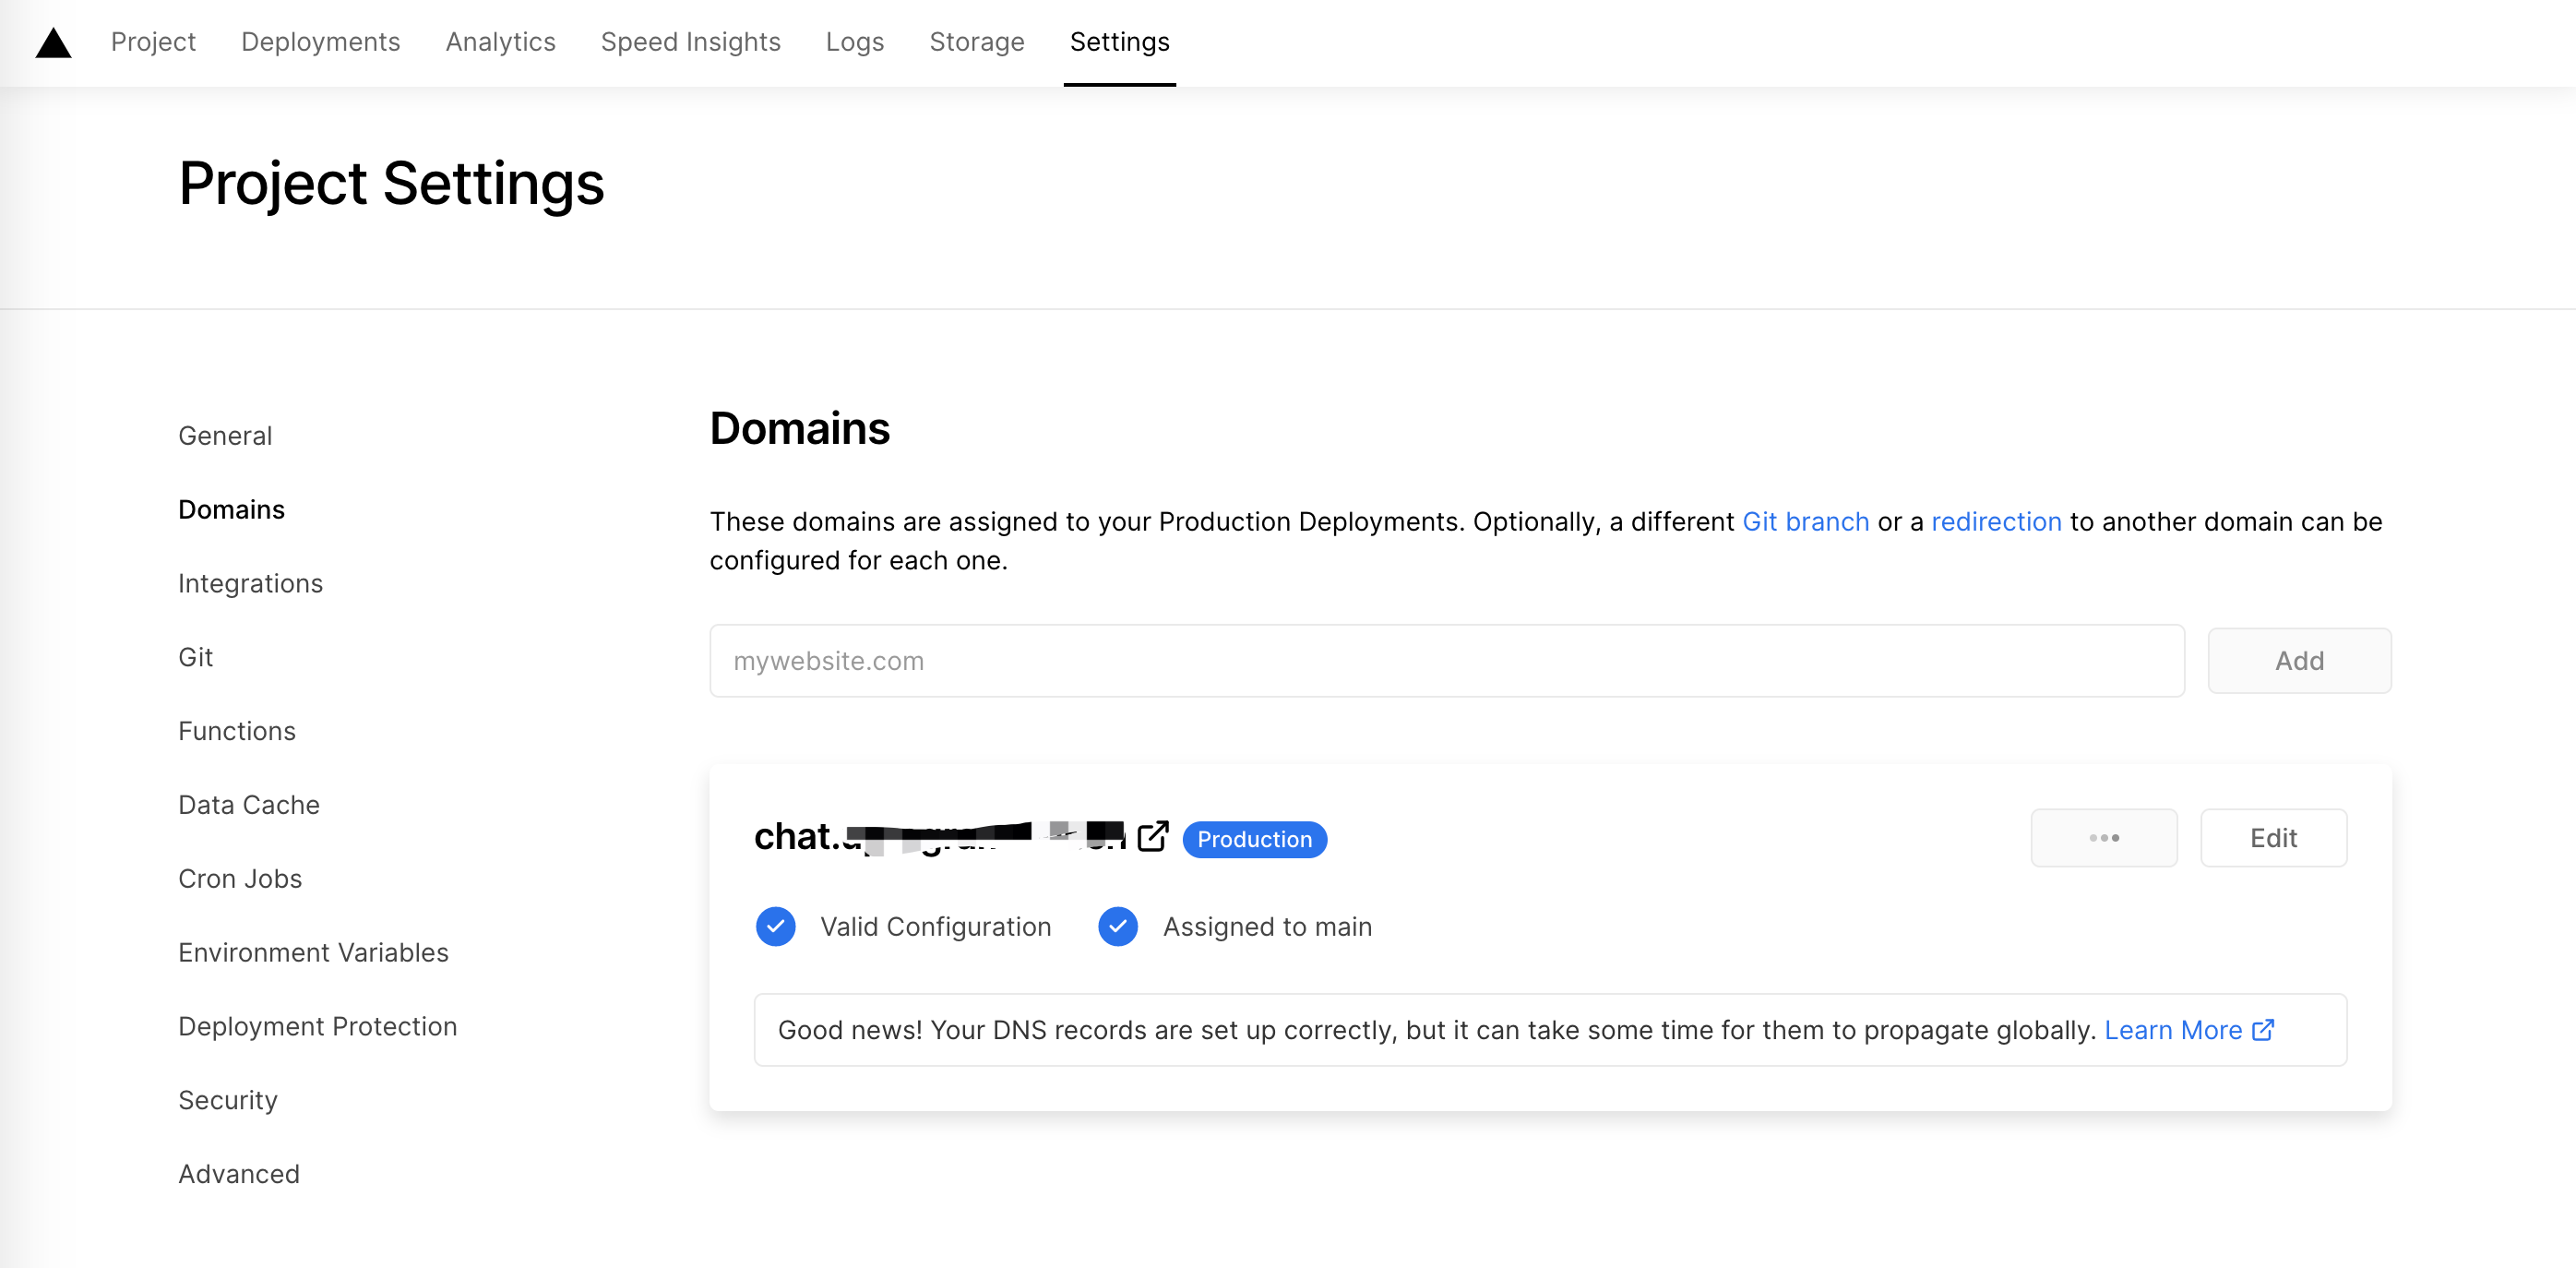 Project Deployments Analytics Speed Insights Logs Storage Settings
Project Settings
General
Domains
Integrations
Git
Functions
Data Cache
Cron Jobs
Environment Variables
Deployment Protection
Security
Advanced
Domains
These domains are assigned to your Production Deployments. Optionally, a different Git branch or a redirection to another domain can be
configured for each one.
mywebsite.com Add
chat. Production Edit
Valid Configuration Assigned to main
Good news! Your DNS records are set up correctly, but it can take some time for them to propagate globally. Learn More